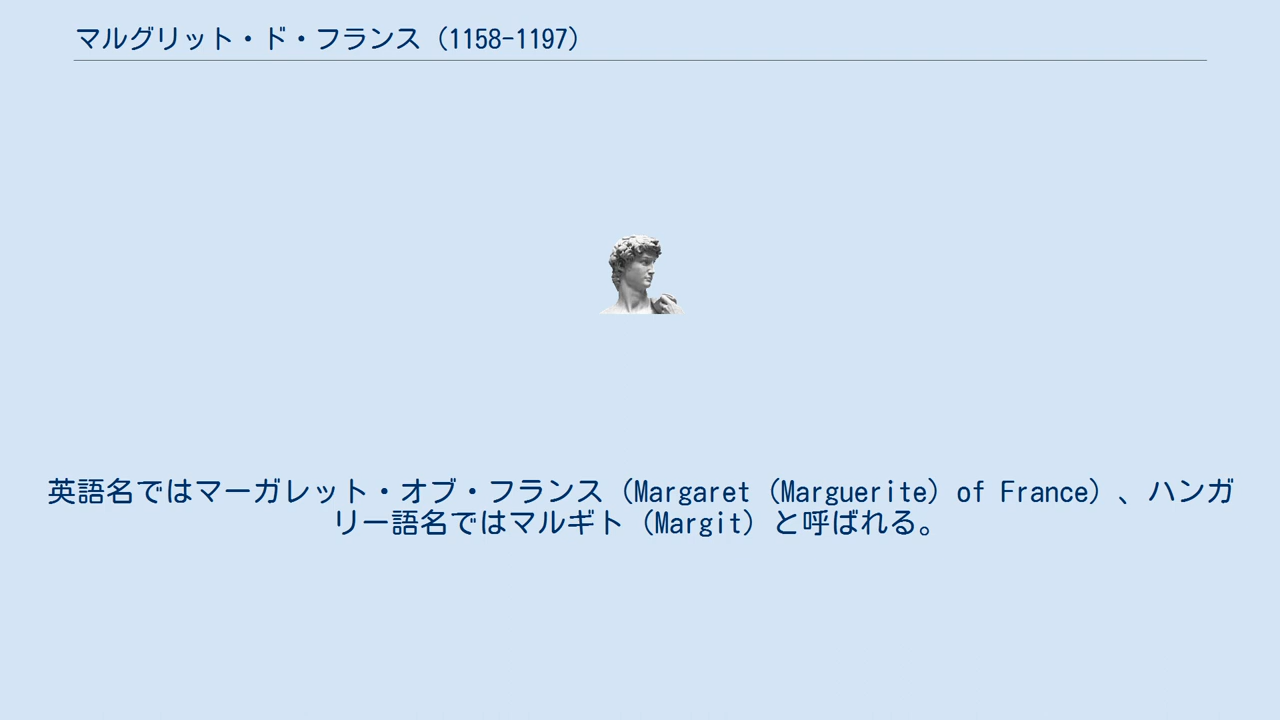 マルグリット・ド・フランス（1158-1197）
英語名ではマーガレット・オブ・フランス（Margaret（Marguerite）of France）、ハンガ
リー語名ではマルギト（Margit）と呼ばれる。